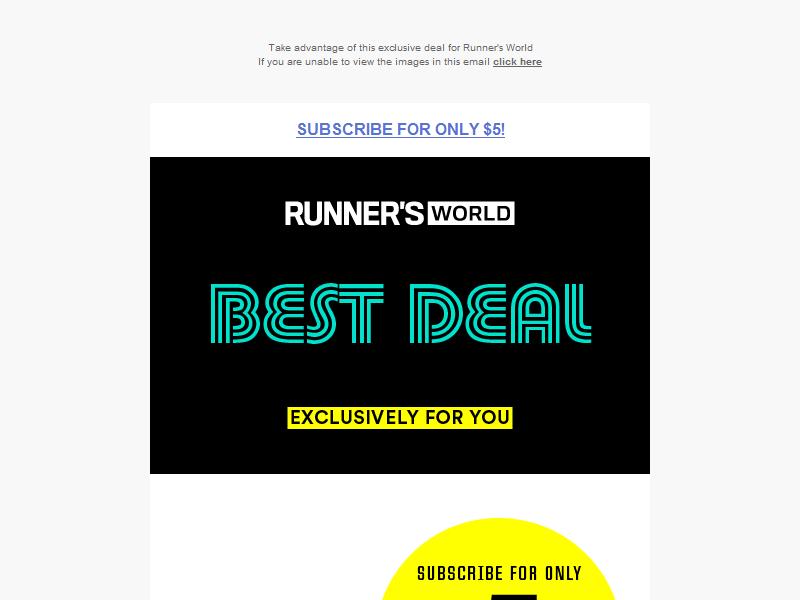 Take advantage of this exclusive deal for Runner's World
If you are unable to view the images in this email click here
SUBSCRIBE FOR ONLY $5!
RUNNER'S WORLD
BEST DEAL
EXCLUSIVELY FOR YOU
SUBSCRIBE FOR ONLY